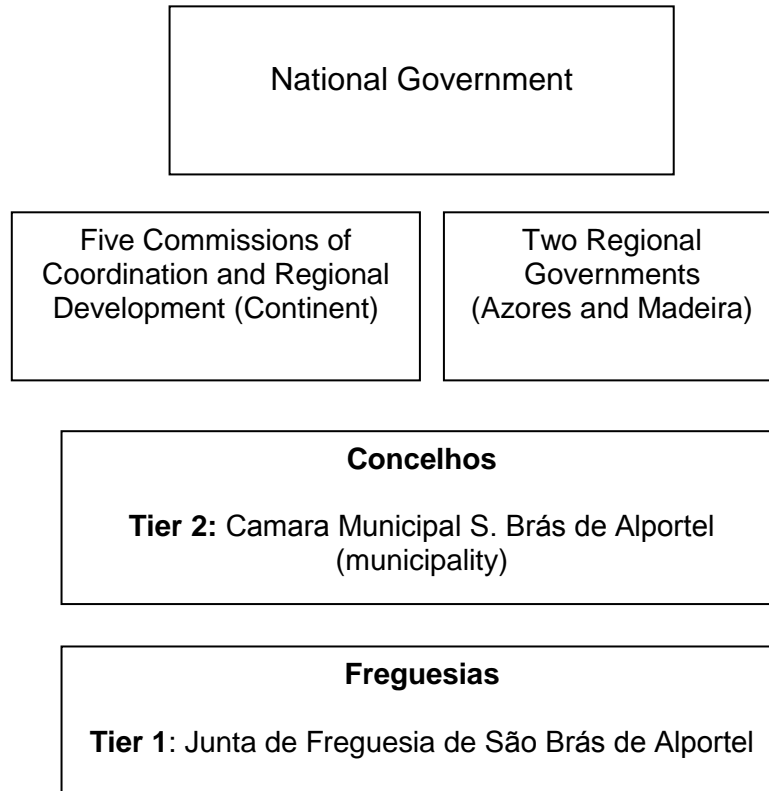 National Government
Five Commissions of
Coordination and Regional
Development (Continent)
Two Regional
Governments
(Azores and Madeira)
Concelhos
Tier 2: Camara Municipal S. Brás de Alportel
(municipality)
Freguesias
Tier 1: Junta de Freguesia de São Brás de Alportel